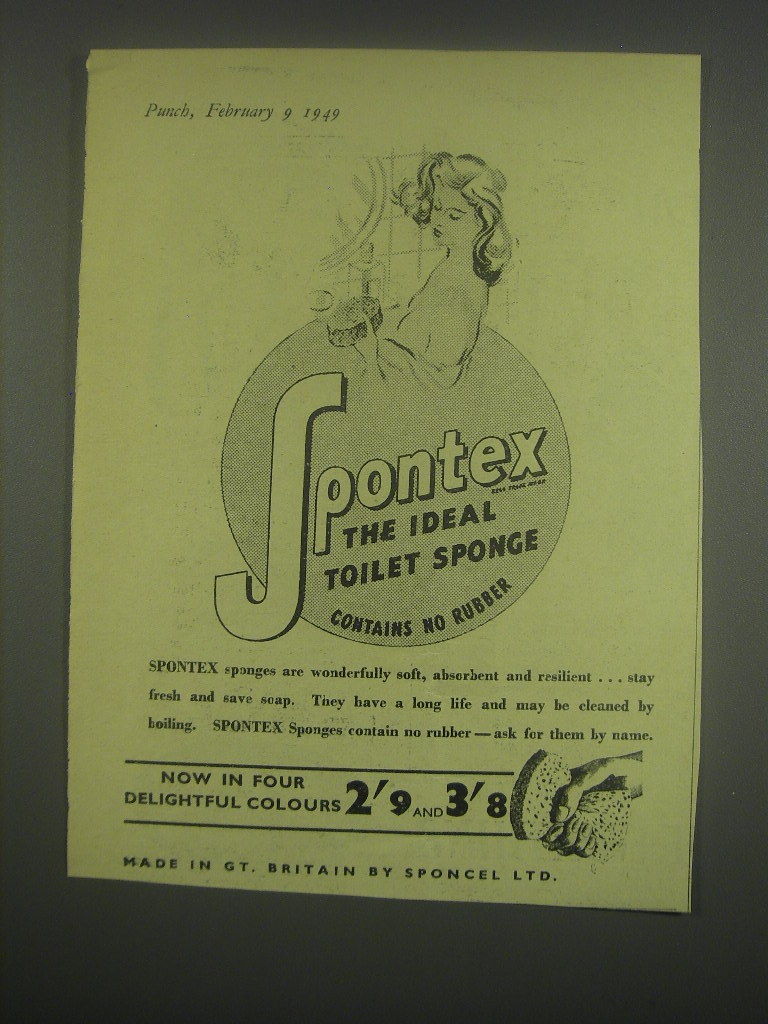 Punch, February 9 1949
Spontex
REGD. TRADE MARK
THE IDEAL
TOILET SPONGE
CONTAINS NO RUBBER
SPONTEX sponges are wonderfully soft, absorbent and resilient . . . stay
fresh and save soap. They have a long life and may be cleaned by
boiling. SPONTEX Sponges contain no rubber — ask for them by name.
NOW IN FOUR
DELIGHTFUL COLOURS 2'9 AND 3'8
MADE IN GT. BRITAIN BY SPONCEL LTD.